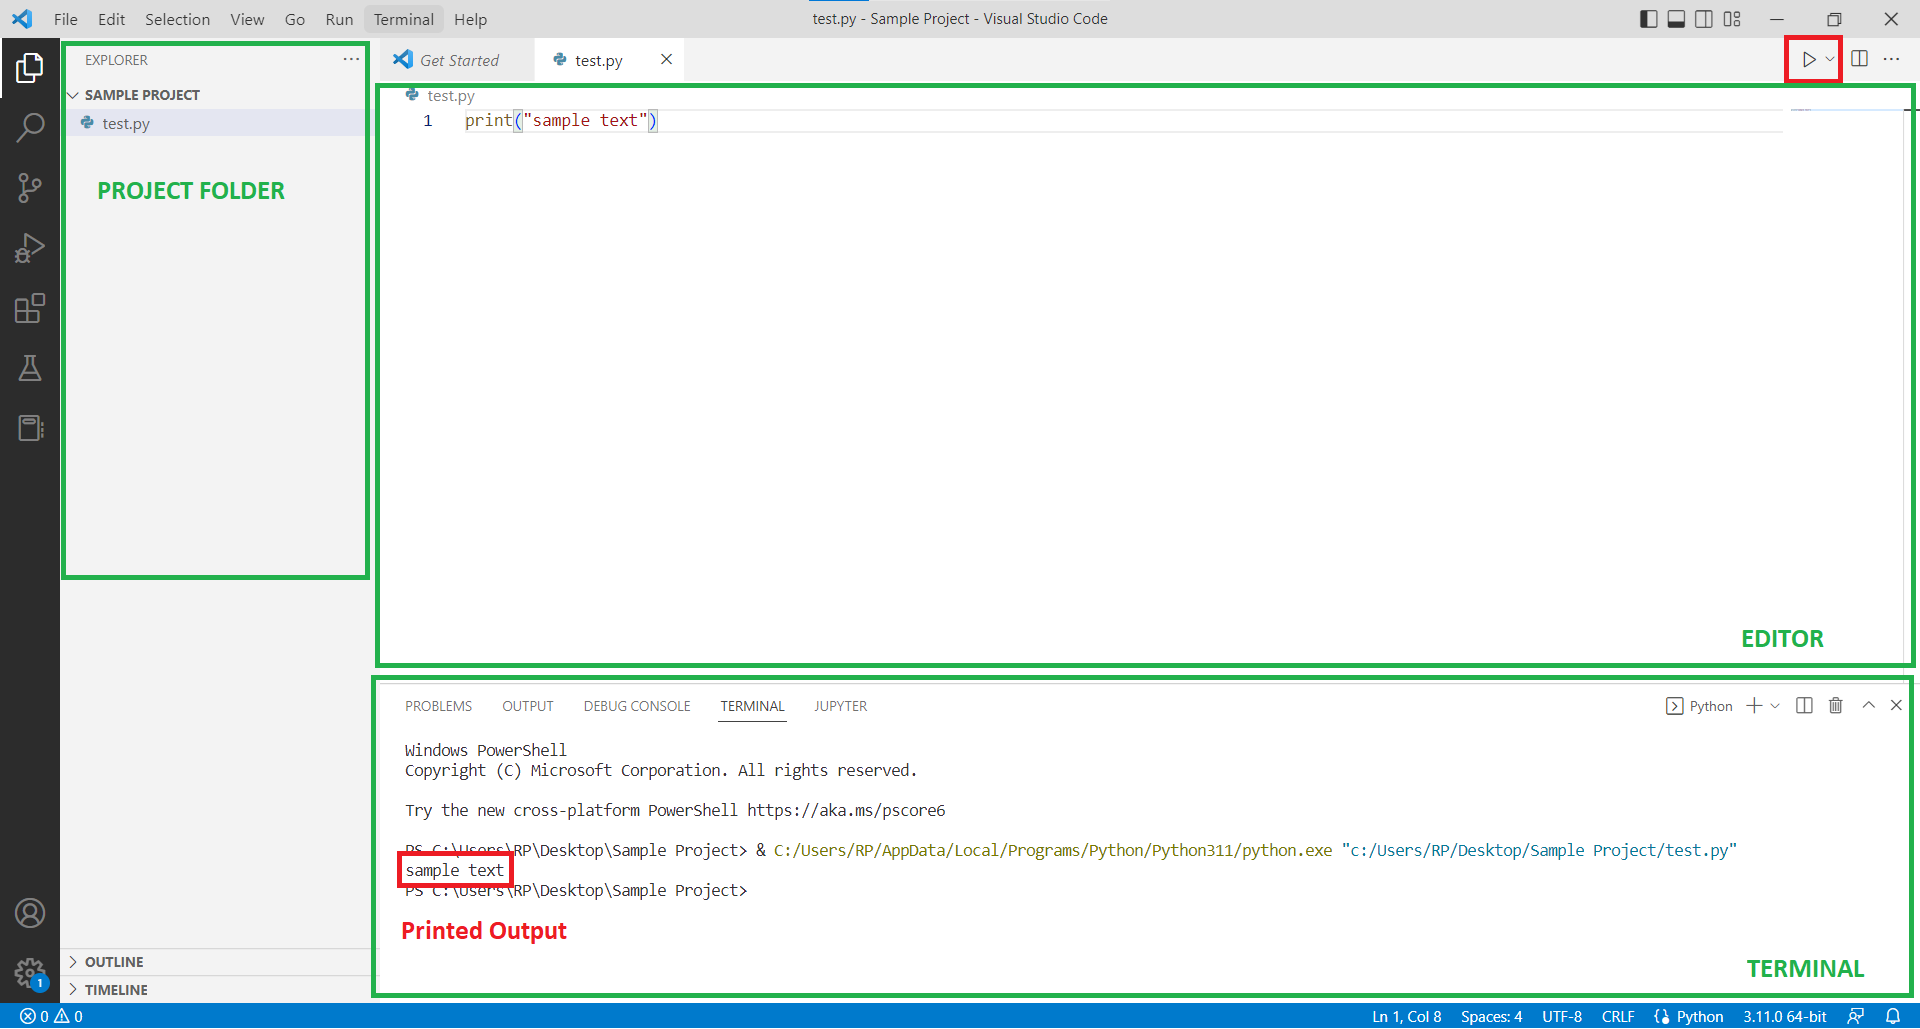 File Edit Selection View Go Run Terminal Help
test.py - Sample Project - Visual Studio Code
EXPLORER
SAMPLE PROJECT
test.py
PROJECT FOLDER
OUTLINE
TIMELINE
Get Started
test.py
test.py
1 print("sample text")
EDITOR
PROBLEMS OUTPUT DEBUG CONSOLE TERMINAL JUPYTER
Python
Windows PowerShell
Copyright (C) Microsoft Corporation. All rights reserved.
Try the new cross-platform PowerShell https://aka.ms/pscore6
PS C:\Users\RP\Desktop\Sample Project> & C:/Users/RP/AppData/Local/Programs/Python/Python311/python.exe "c:/Users/RP/Desktop/Sample Project/test.py"
sample text
PS C:\Users\RP\Desktop\Sample Project>
Printed Output
TERMINAL
1
0 0
Ln 1, Col 8 Spaces: 4 UTF-8 CRLF Python 3.11.0 64-bit